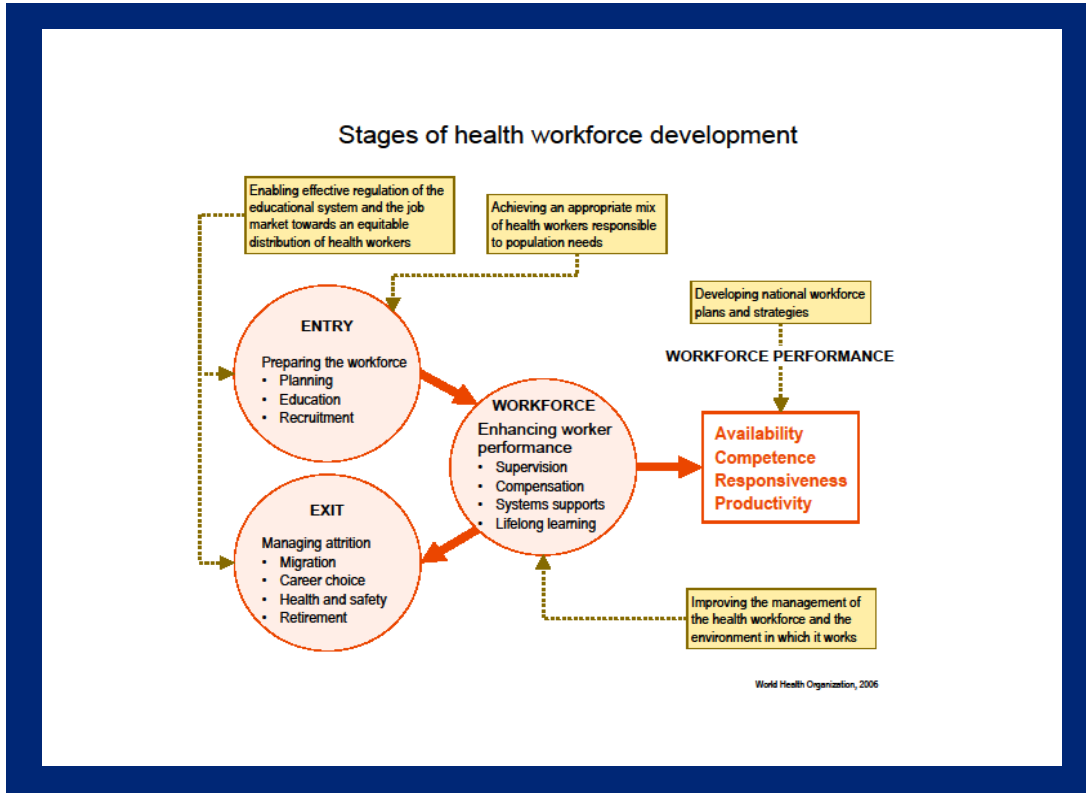 Stages of health workforce development
Enabling effective regulation of the
educational system and the job
market towards an equitable
distribution of health workers
Achieving an appropriate mix
of health workers responsible
to population needs
Developing national workforce
plans and strategies
ENTRY
Preparing the workforce
• Planning
• Education
• Recruitment
WORKFORCE
Enhancing worker
performance
• Supervision
• Compensation
• Systems supports
• Lifelong learning
WORKFORCE PERFORMANCE
Availability
Competence
Responsiveness
Productivity
EXIT
Managing attrition
• Migration
• Career choice
• Health and safety
• Retirement
Improving the management of
the health workforce and the
environment in which it works
World Health Organization, 2006